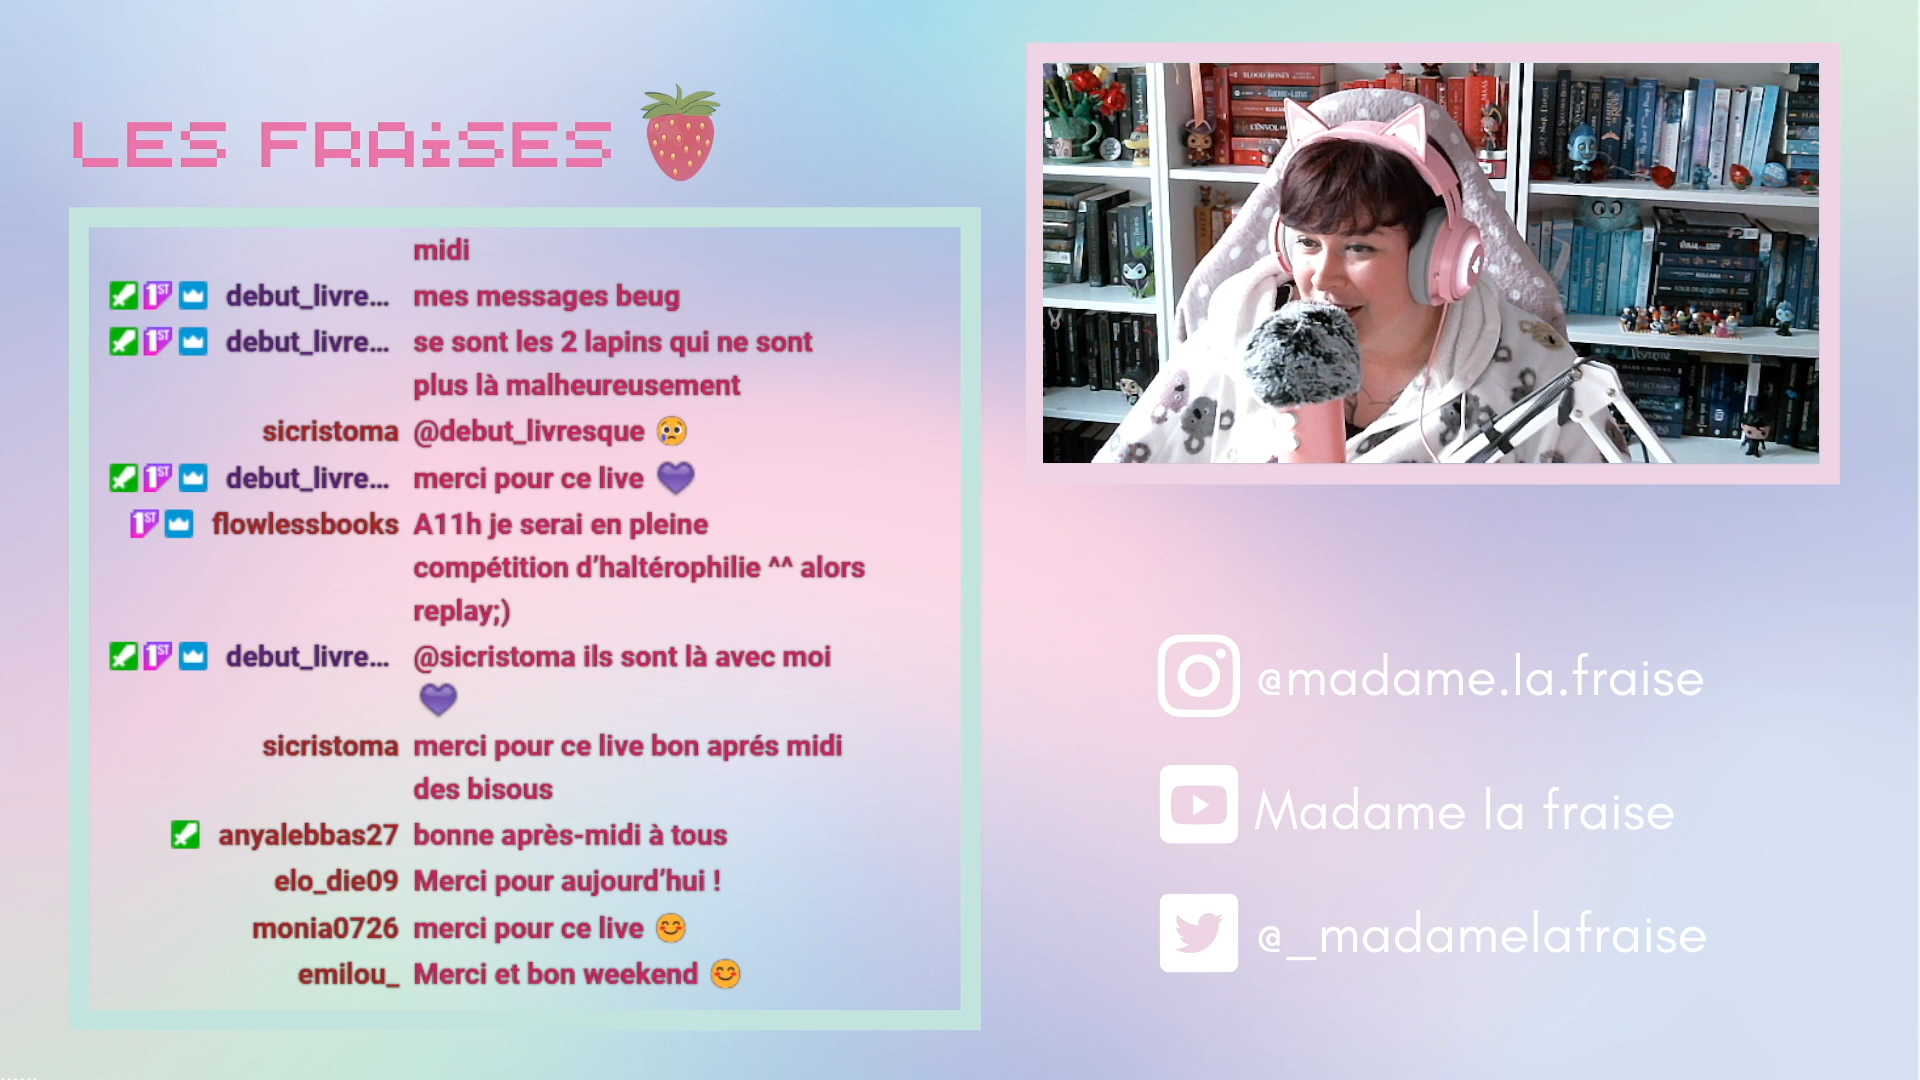 LES FRAiSES
midi
debut_livre... mes messages beug
debut_livre... se sont les 2 lapins qui ne sont
plus là malheureusement
sicristoma @debut_livresque 😢
debut_livre... merci pour ce live 💜
flowlessbooks A11h je serai en pleine
compétition d’haltérophilie ^^ alors
replay;)
debut_livre... @sicristoma ils sont là avec moi
💜
sicristoma merci pour ce live bon aprés midi
des bisous
anyalebbas27 bonne après-midi à tous
elo_die09 Merci pour aujourd’hui !
monia0726 merci pour ce live 😊
emilou_ Merci et bon weekend 😊
BLOOD HONEY
@madame.la.fraise
Madame la fraise
@_madamelafraise